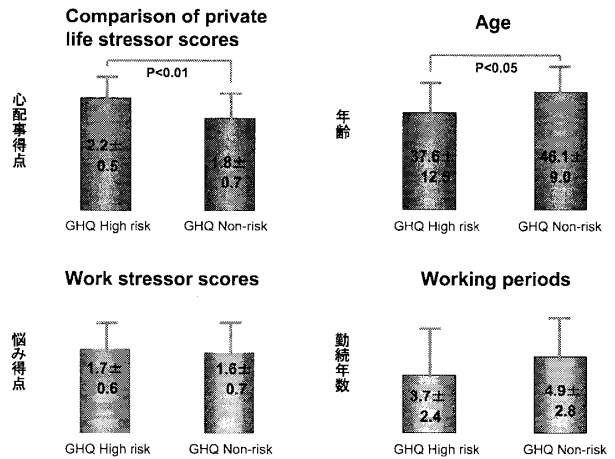 Comparison of private
life stressor scores
P<0.01
心配事得点
2.2±
0.5
1.8±
0.7
GHQ High risk
GHQ Non-risk
Age
P<0.05
年齢
37.6±
12.9
46.1±
9.0
GHQ High risk
GHQ Non-risk
Work stressor scores
悩み得点
1.7±
0.6
1.6±
0.7
GHQ High risk
GHQ Non-risk
Working periods
勤続年数
3.7±
2.4
4.9±
2.8
GHQ High risk
GHQ Non-risk